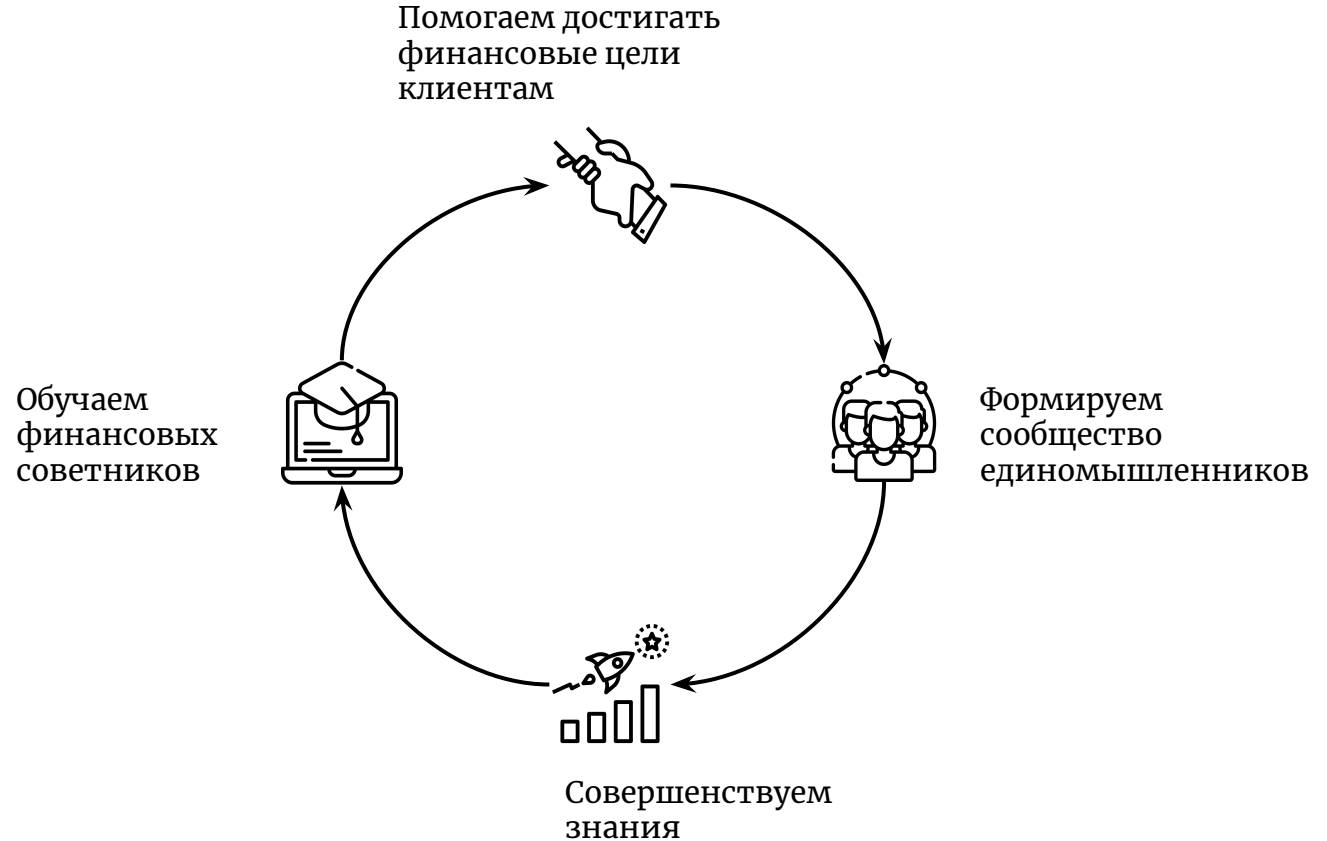 Помогаем достигать
финансовые цели
клиентам
Обучаем
финансовых
советников
Формируем
сообщество
единомышленников
Совершенствуем
знания